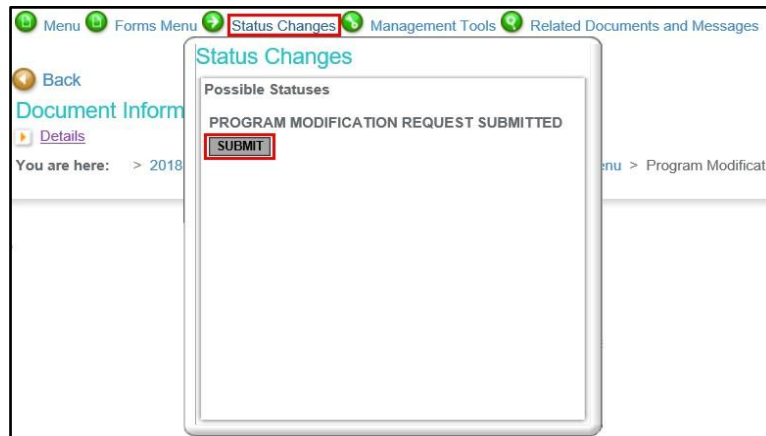 Menu Forms Menu Status Changes Management Tools Related Documents and Messages
Status Changes
Back
Possible Statuses
Document Inform
PROGRAM MODIFICATION REQUEST SUBMITTED
Details
SUBMIT
You are here: > 2018 enu > Program Modificat